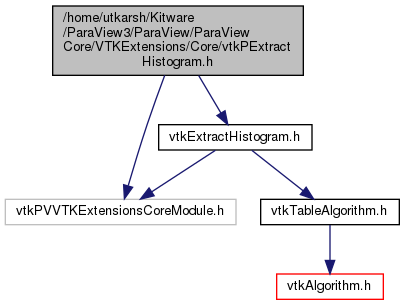 /home/utkarsh/Kitware
/ParaView3/ParaView/ParaView
Core/VTKExtensions/Core/vtkPExtract
Histogram.h
vtkExtractHistogram.h
vtkPVVTKExtensionsCoreModule.h
vtkTableAlgorithm.h
vtkAlgorithm.h